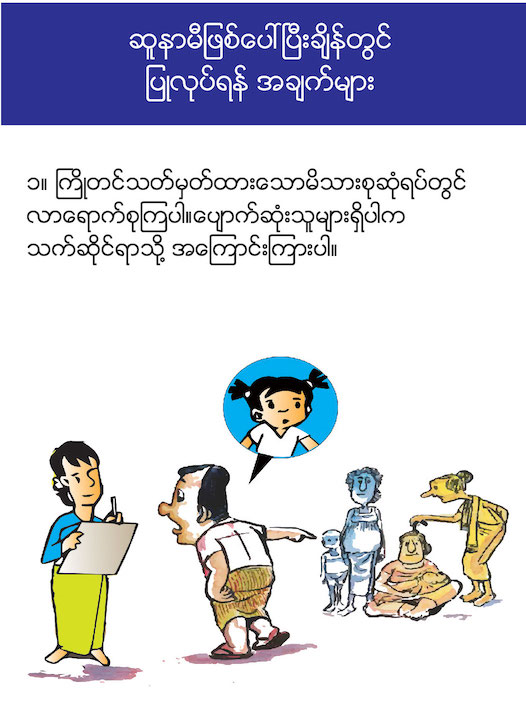 ဆူနာမီဖြစ်ပေါ်ပြီးချိန်တွင်
ပြုလုပ်ရန် အချက်များ
၁။ ကြိုတင်သတ်မှတ်ထားသောမိသားစုဆုံရပ်တွင်
လာရောက်စုကြပါ။ပျောက်ဆုံးသူများရှိပါက
သက်ဆိုင်ရာသို့ အကြောင်းကြားပါ။